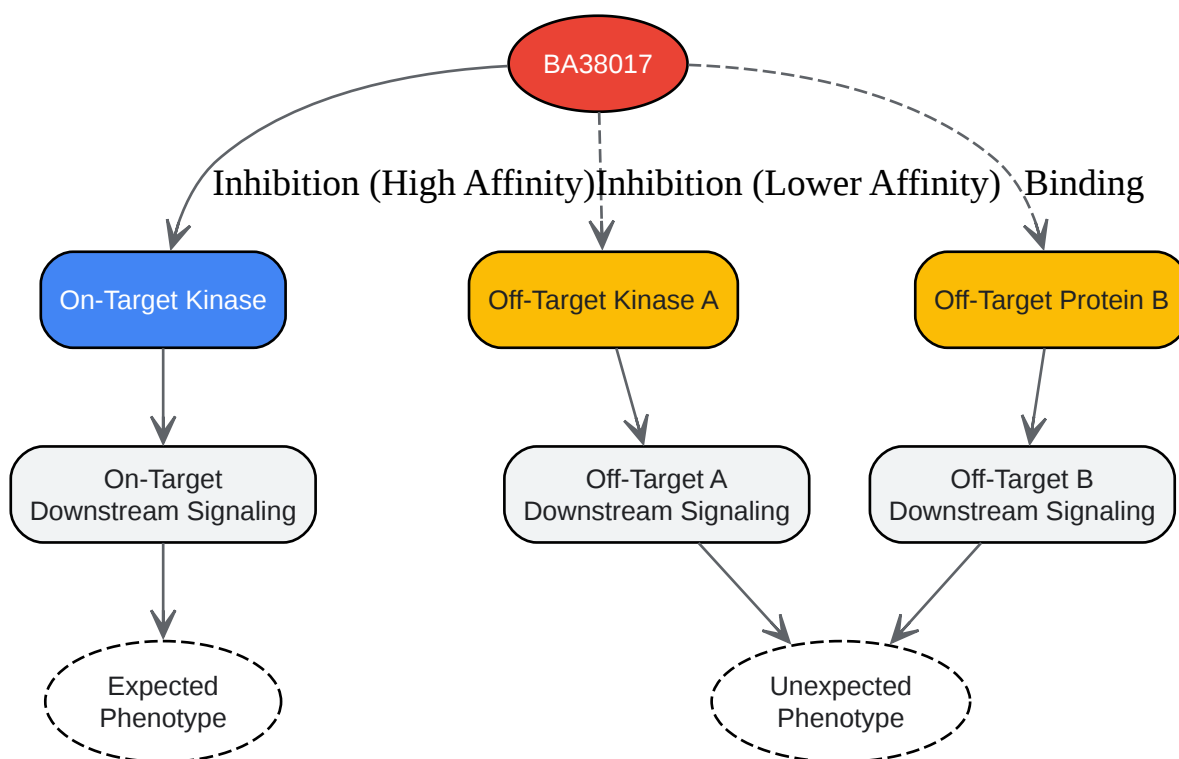 BA38017
Inhibition (High Affinity)
Inhibition (Lower Affinity)
Binding
On-Target Kinase
Off-Target Kinase A
Off-Target Protein B
On-Target
Downstream Signaling
Off-Target A
Downstream Signaling
Off-Target B
Downstream Signaling
Expected
Phenotype
Unexpected
Phenotype